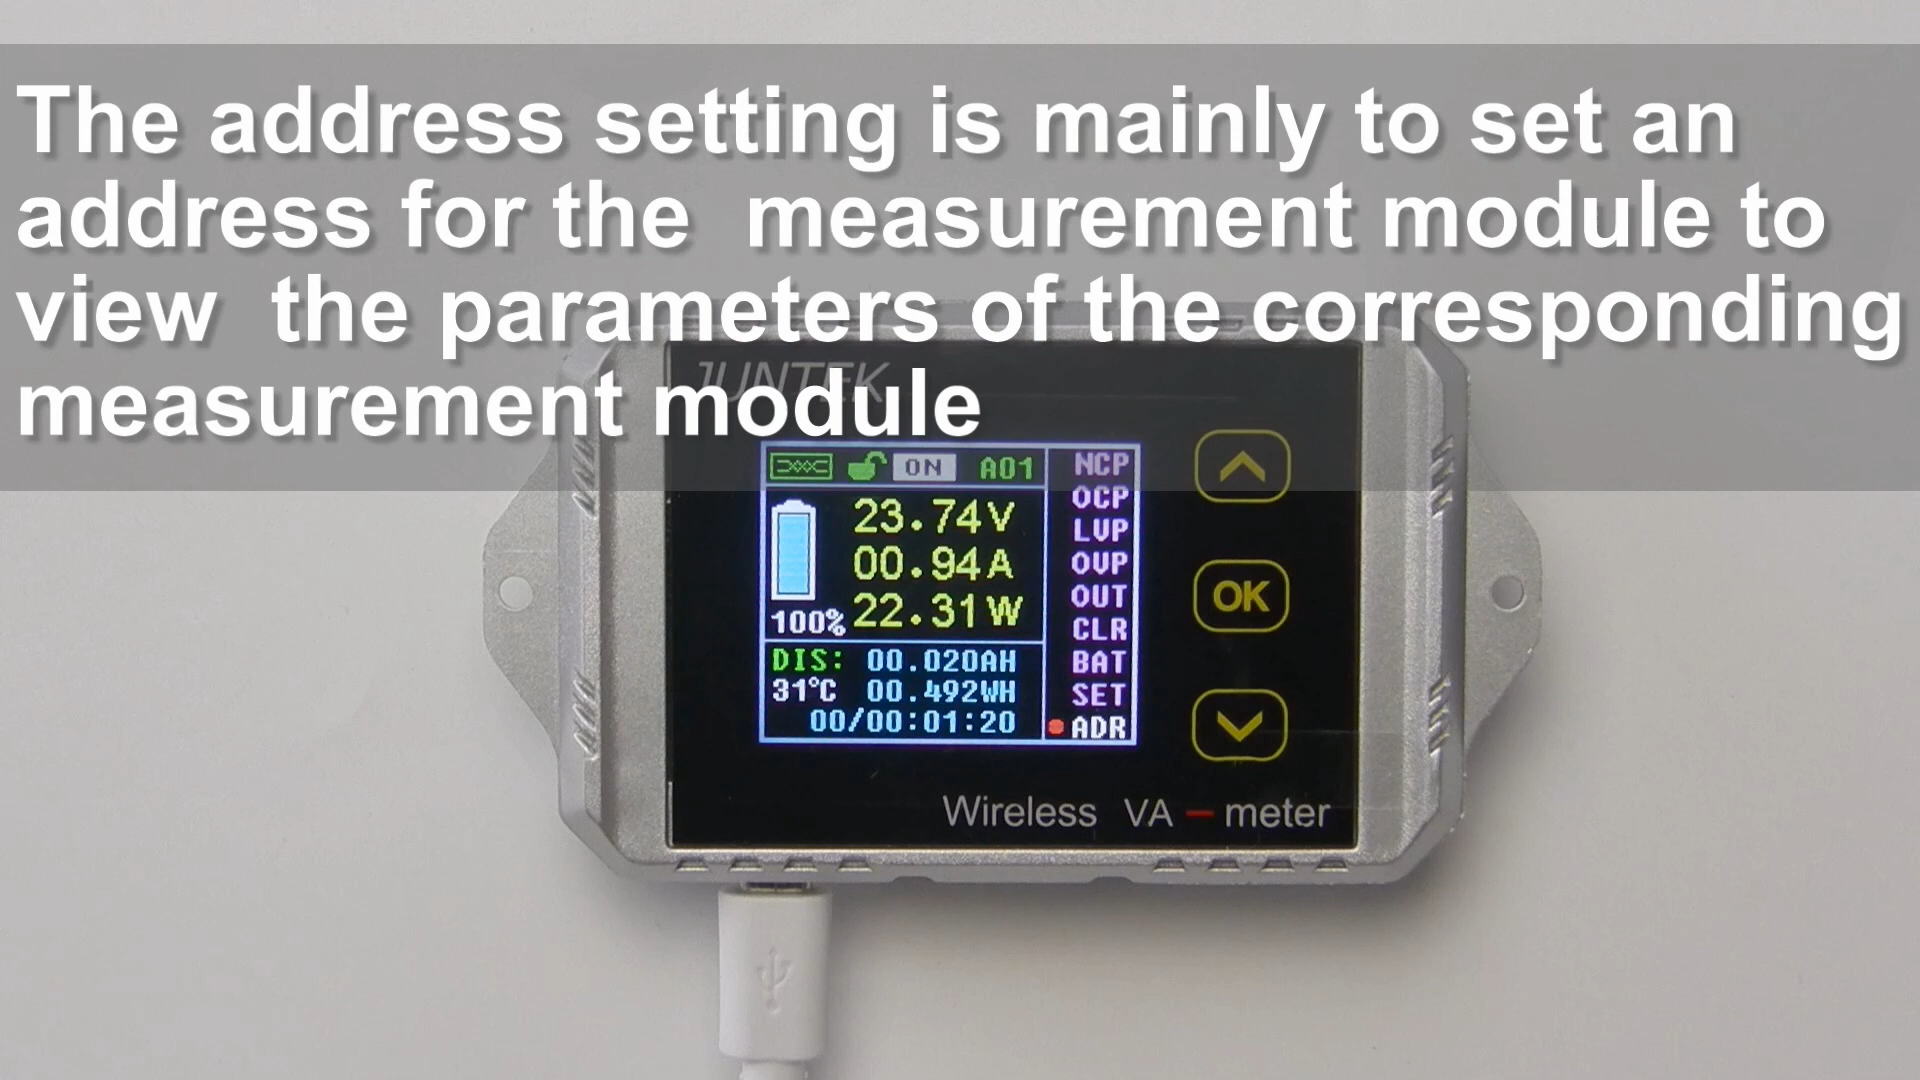 The address setting is mainly to set an
address for the measurement module to
view the parameters of the corresponding
measurement module
JUNTEK
ON A01
NCP
OCP
LVP
OVP
OUT
CLR
BAT
SET
ADR
23.74V
00.94A
22.31W
100%
DIS: 00.020AH
31°C 00.492WH
00/00:01:20
OK
Wireless VA - meter